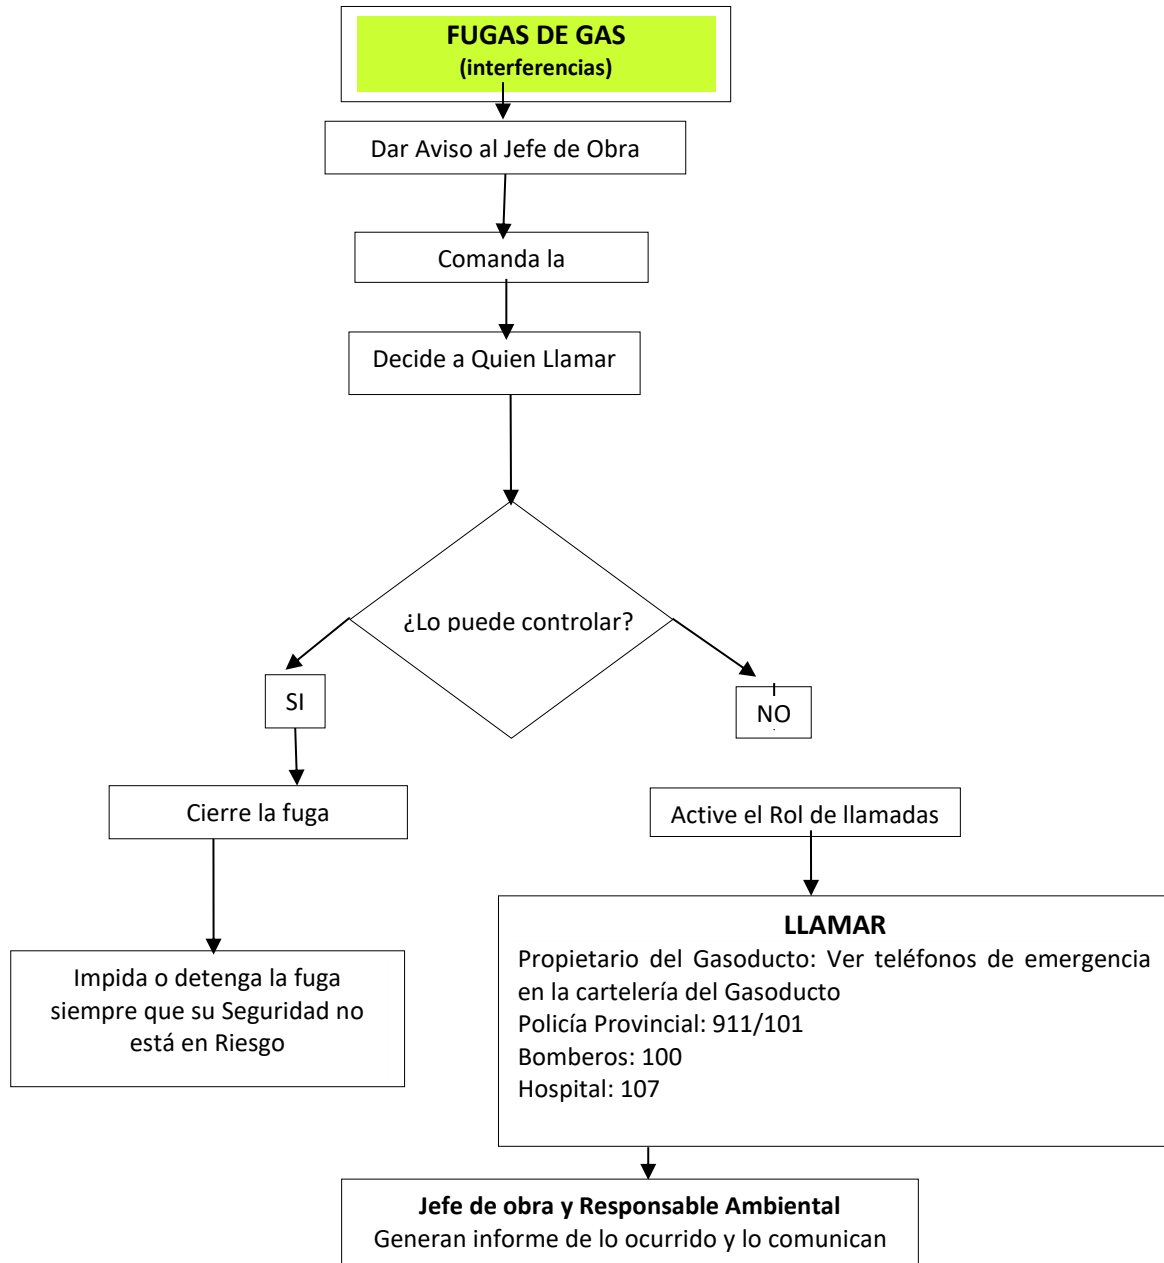 FUGAS DE GAS
(interferencias)
Dar Aviso al Jefe de Obra
Comanda la
Decide a Quien Llamar
¿Lo puede controlar?
SI
NO
Cierre la fuga
Active el Rol de llamadas
Impida o detenga la fuga
siempre que su Seguridad no
está en Riesgo
LLAMAR
Propietario del Gasoducto: Ver teléfonos de emergencia
en la cartelería del Gasoducto
Policía Provincial: 911/101
Bomberos: 100
Hospital: 107
Jefe de obra y Responsable Ambiental
Generan informe de lo ocurrido y lo comunican